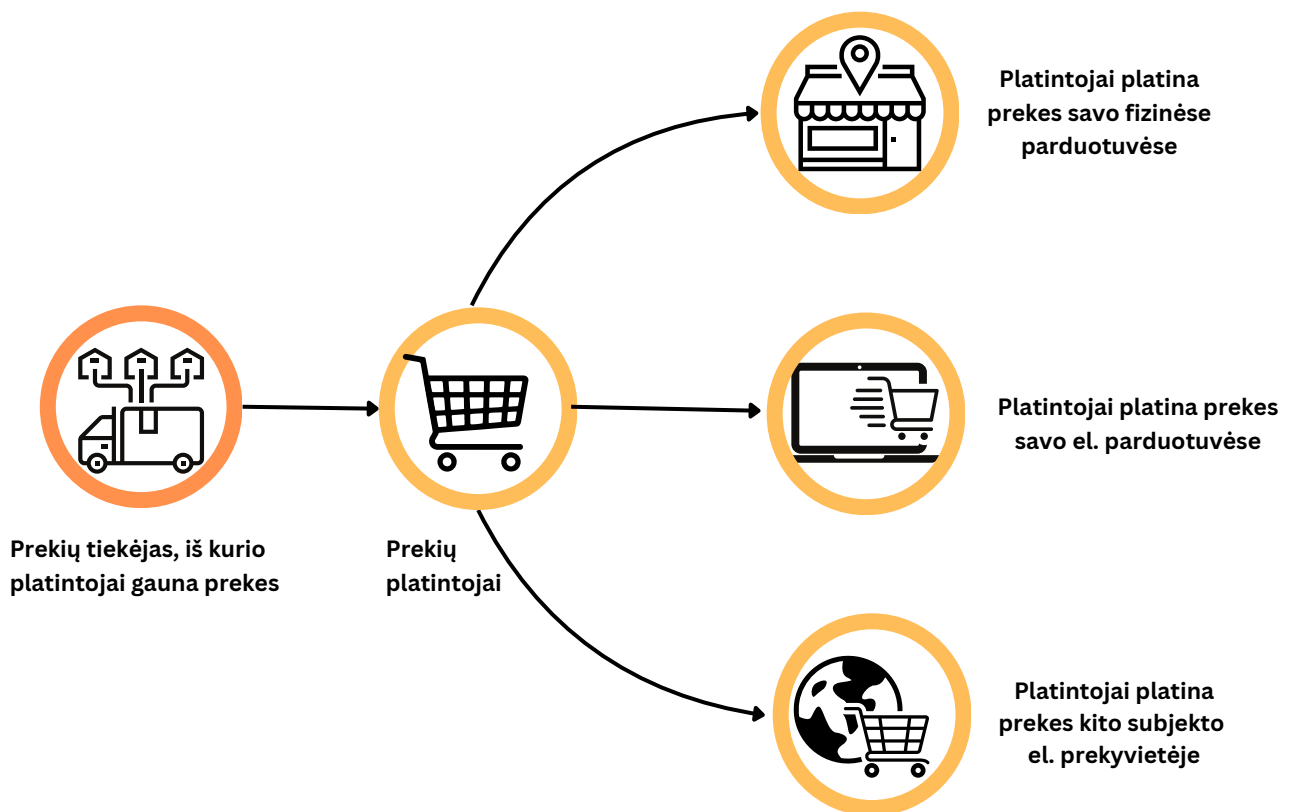 Platintojai platina
prekes savo fizinėse
parduotuvėse
Platintojai platina prekes
savo el. parduotuvėse
Prekių tiekėjas, iš kurio
platintojai gauna prekes
Prekių
platintojai
Platintojai platina
prekes kito subjekto
el. prekyvietėje